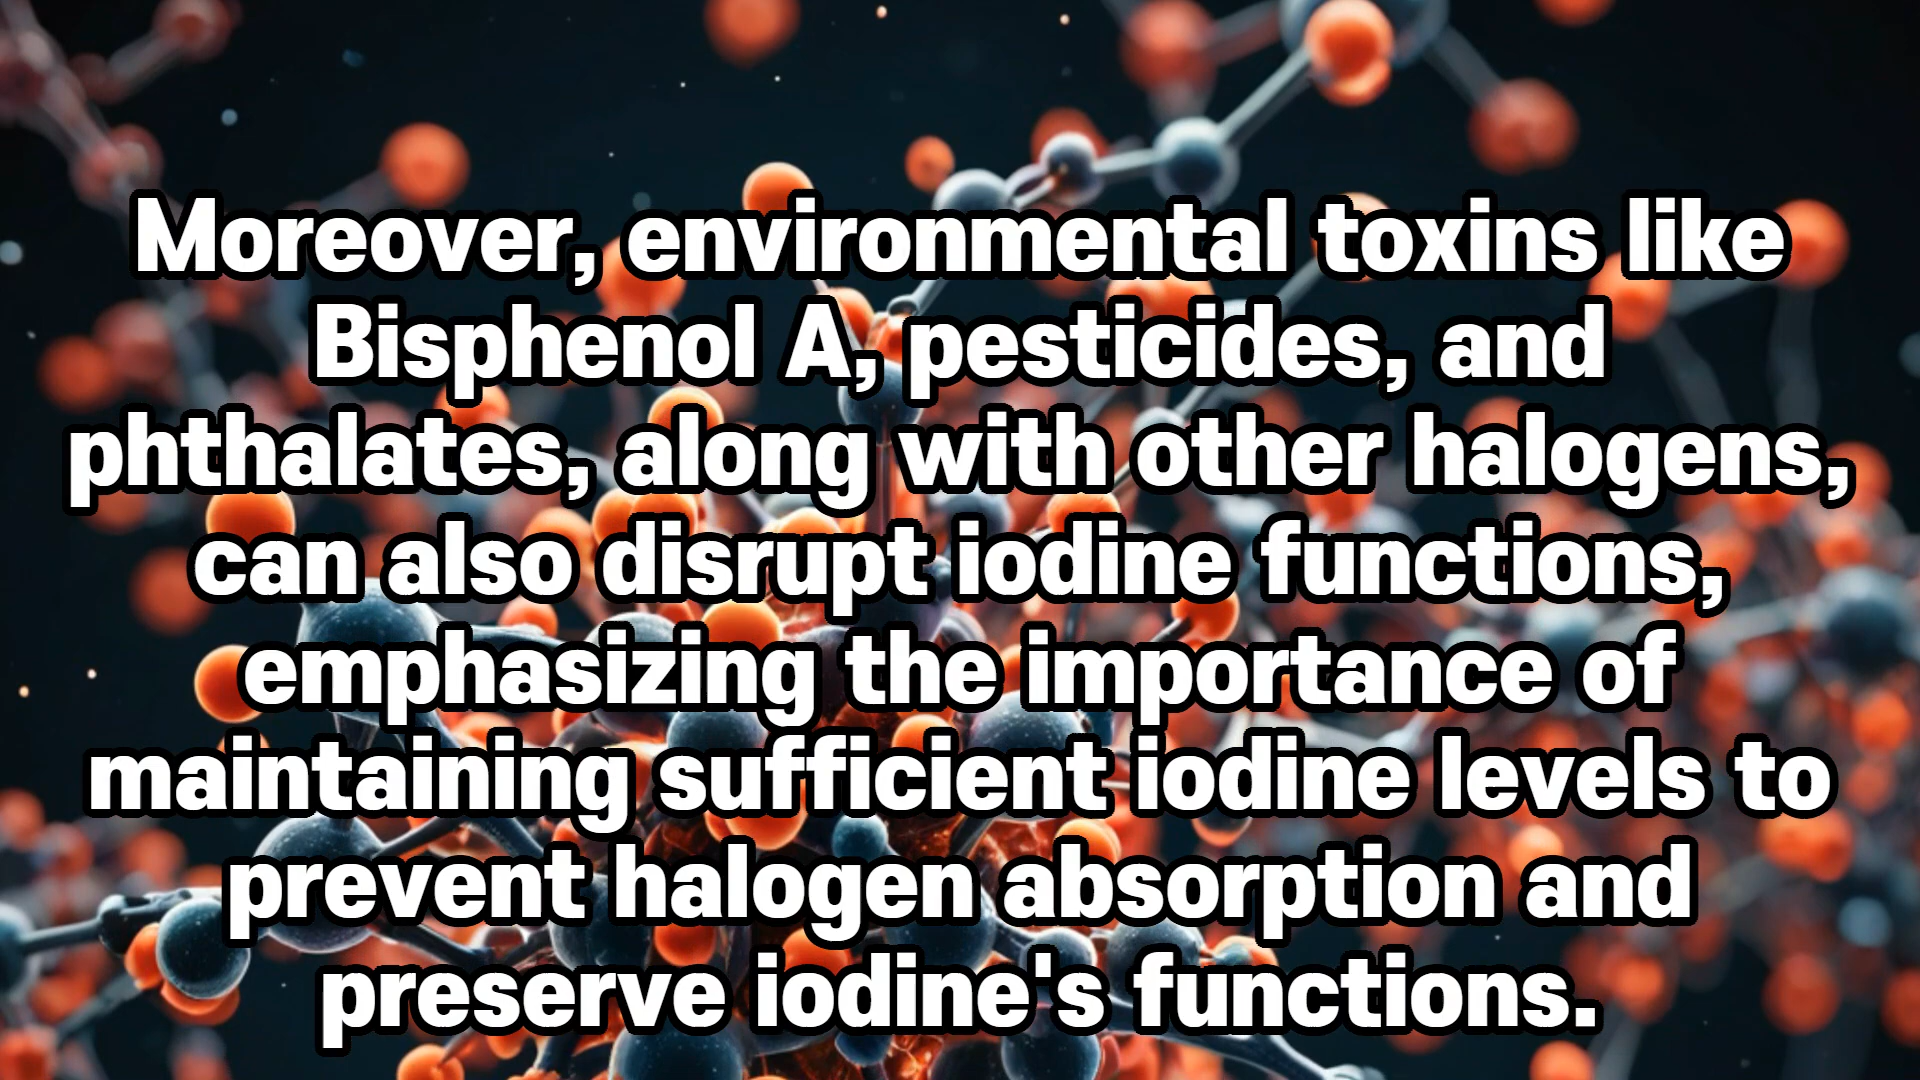 Moreover, environmental toxins like
Bisphenol A, pesticides, and
phthalates, along with other halogens,
can also disrupt iodine functions,
emphasizing the importance of
maintaining sufficient iodine levels to
prevent halogen absorption and
preserve iodine's functions.